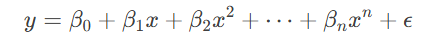 y = β₀ + β₁x + β₂x² + ⋯ + βₙxⁿ + ϵ